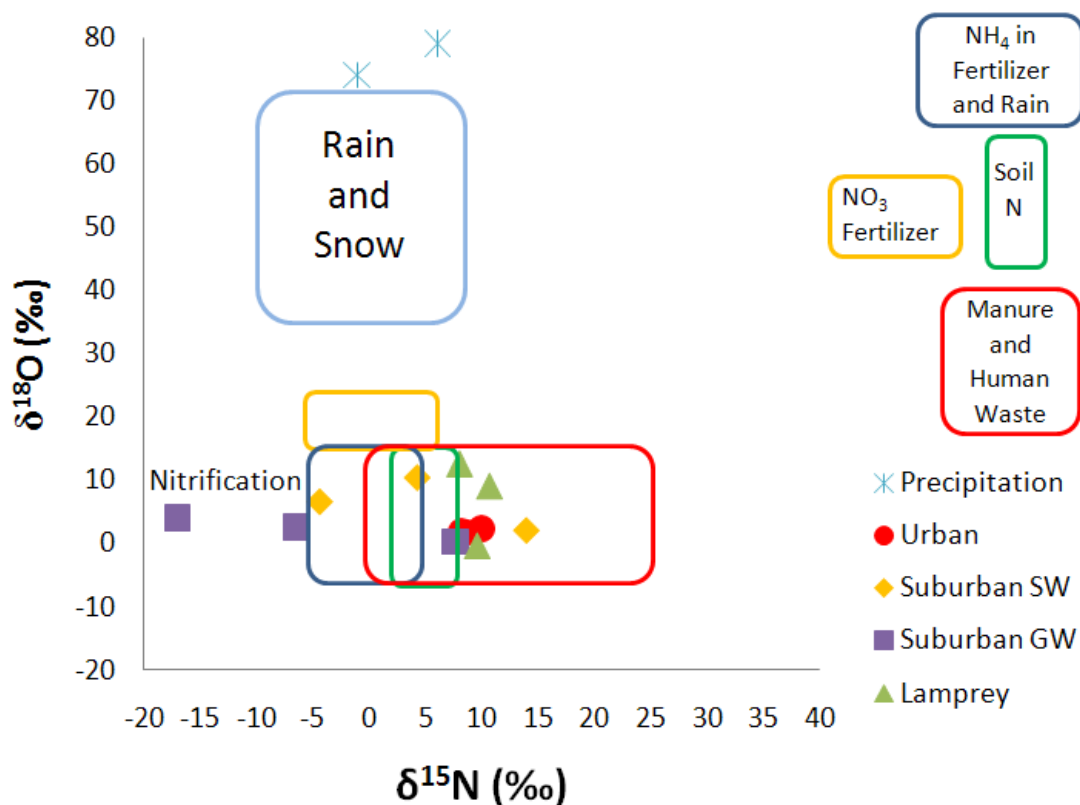 80
70
60
50
40
30
20
10
0
-10
-20
δ¹⁸O (‰)
Rain
and
Snow
Nitrification
-20 -15 -10 -5 0 5 10 15 20 25 30 35 40
δ¹⁵N (‰)
NH₄ in
Fertilizer
and Rain
NO₃
Fertilizer
Soil
N
Manure
and
Human
Waste
Precipitation
Urban
Suburban SW
Suburban GW
Lamprey